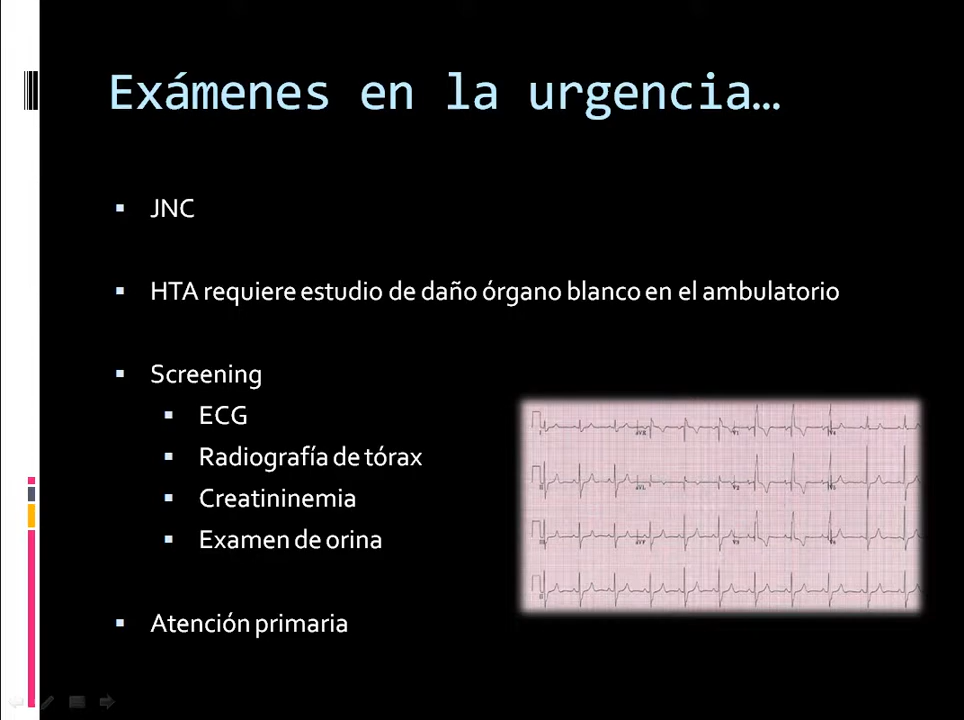 Exámenes en la urgencia…
JNC
HTA requiere estudio de daño órgano blanco en el ambulatorio
Screening
ECG
Radiografía de tórax
Creatininemia
Examen de orina
Atención primaria